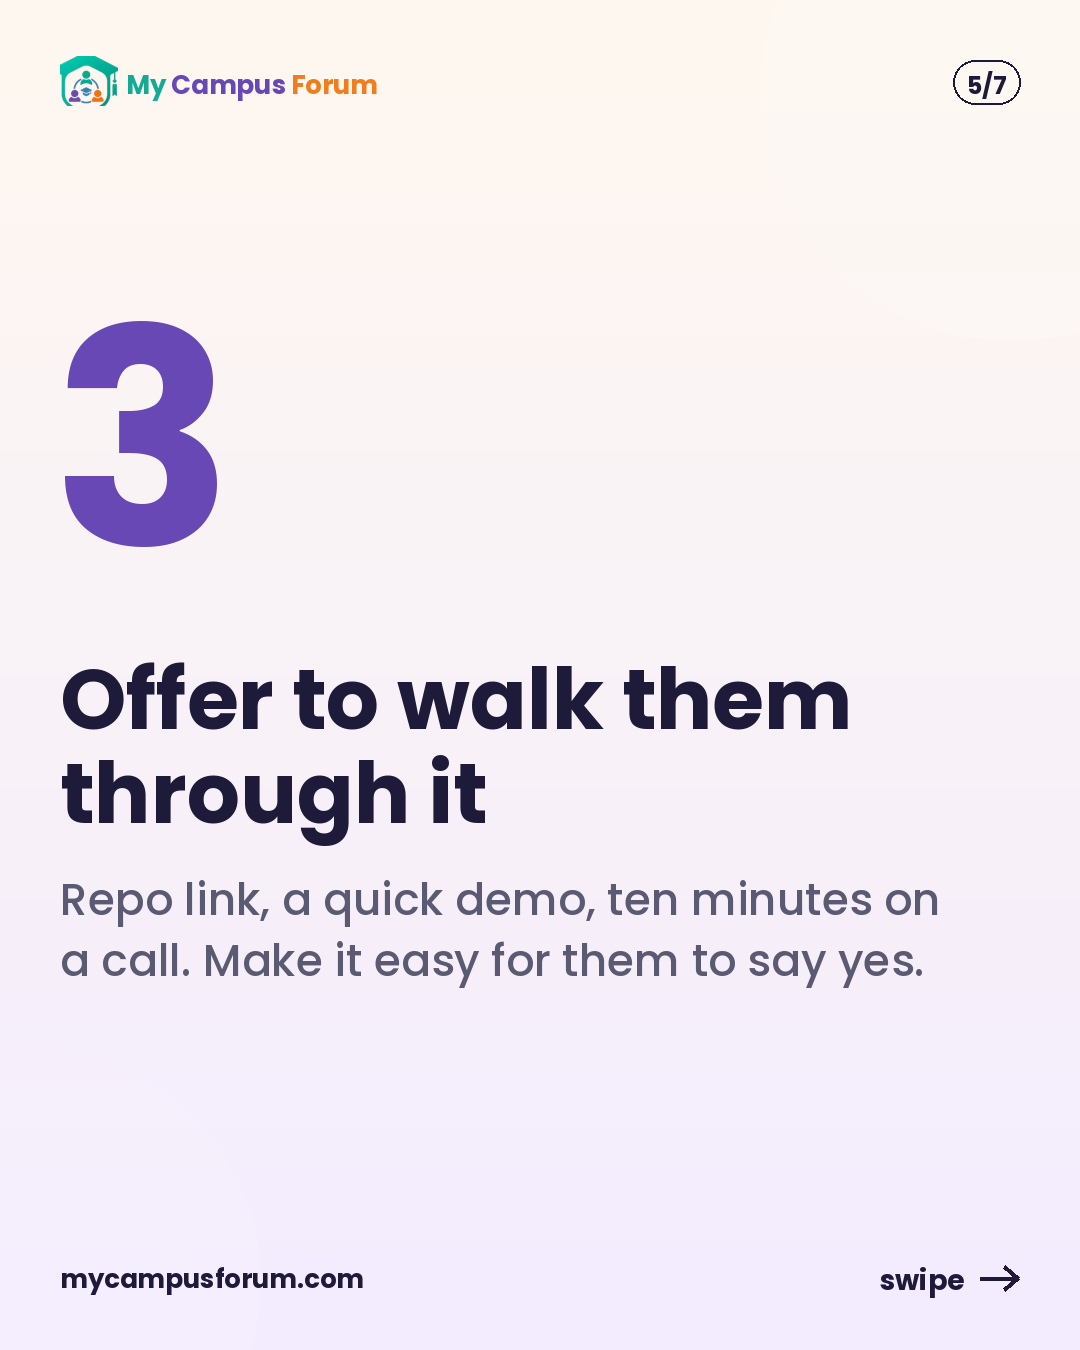 My Campus Forum
5/7
3
Offer to walk them
through it
Repo link, a quick demo, ten minutes on
a call. Make it easy for them to say yes.
mycampusforum.com
swipe →